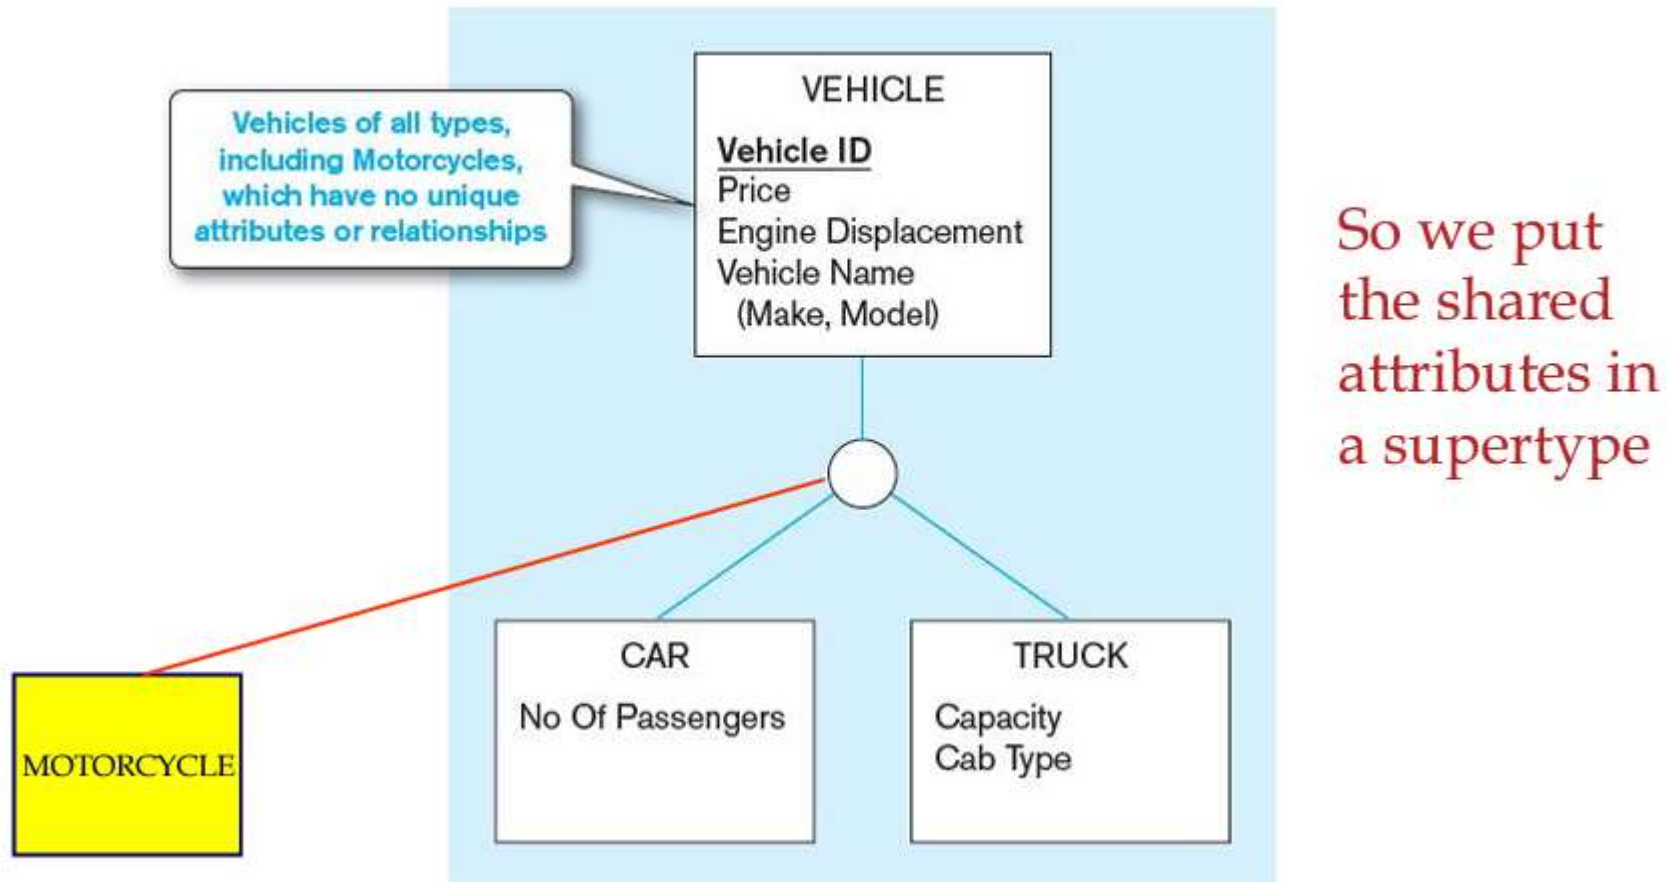 VEHICLE
Vehicle ID
Price
Engine Displacement
Vehicle Name
(Make, Model)
Vehicles of all types,
including Motorcycles,
which have no unique
attributes or relationships
So we put
the shared
attributes in
a supertype
CAR
No Of Passengers
TRUCK
Capacity
Cab Type
MOTORCYCLE